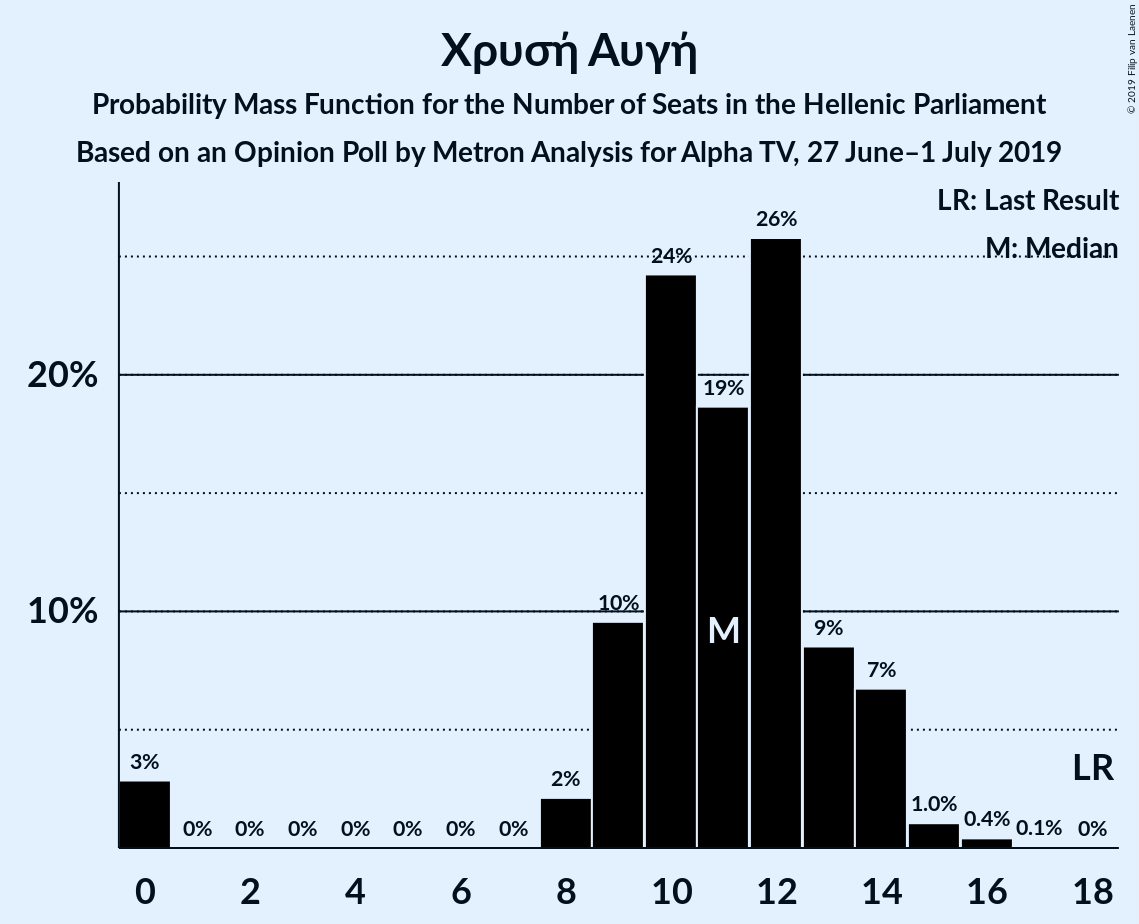 Χρυσή Αυγή
Probability Mass Function for the Number of Seats in the Hellenic Parliament
Based on an Opinion Poll by Metron Analysis for Alpha TV, 27 June–1 July 2019
© 2019 Filip van Laenen
LR: Last Result
M: Median
26%
24%
20%
19%
10%
10%
M
9%
7%
3%
LR
2%
1.0%
0.4%
0.1%
0%
0% 0% 0% 0% 0% 0% 0%
0 2 4 6 8 10 12 14 16 18